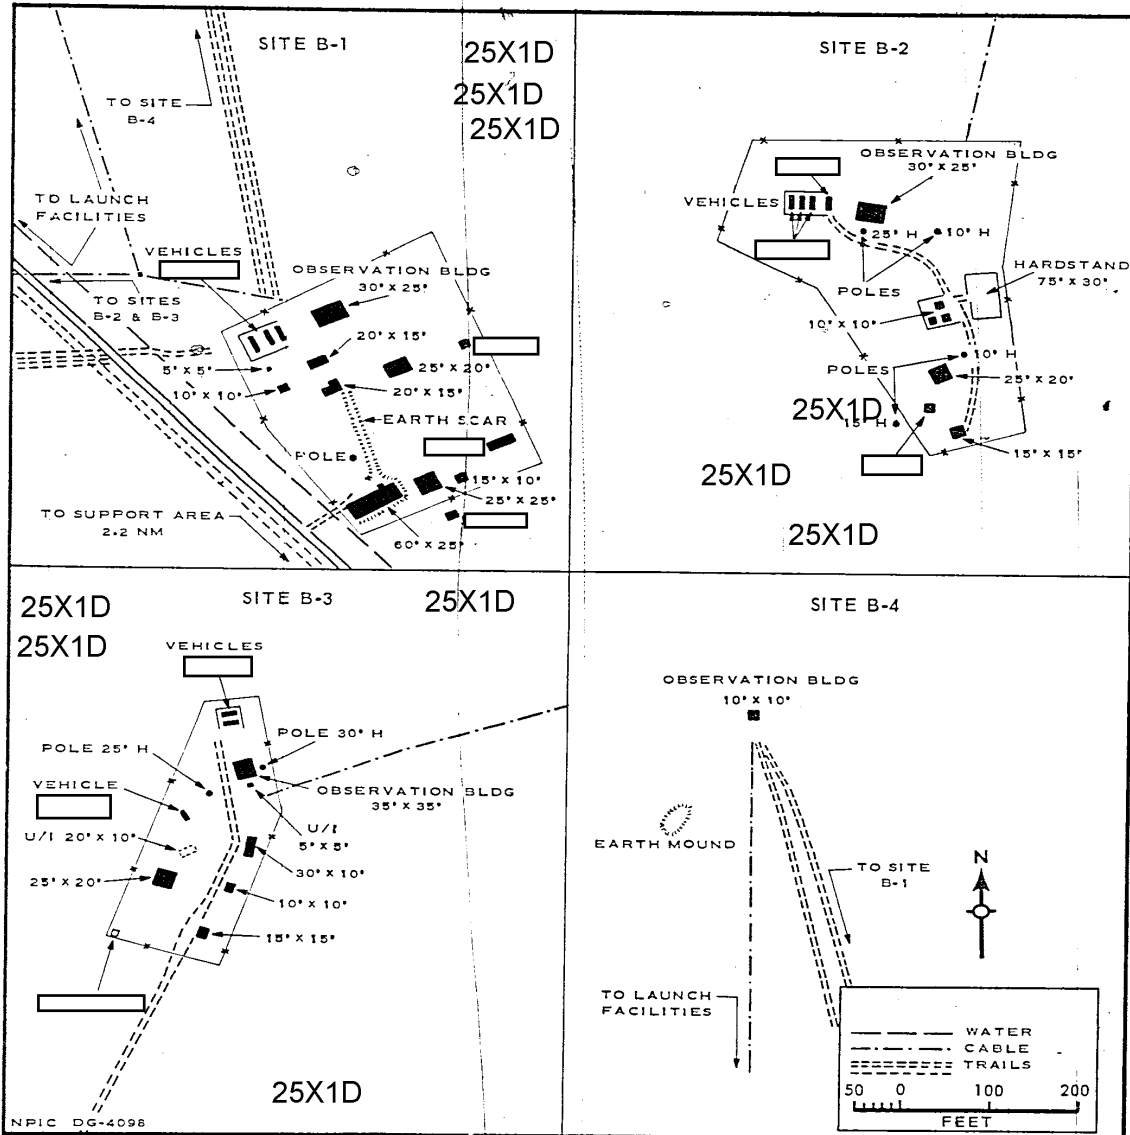 SITE B-1
25X1D
25X1D
25X1D
TO SITE
B-4
TO LAUNCH
FACILITIES
VEHICLES
OBSERVATION BLDG
30' X 25'
TO SITES
B-2 & B-3
20' X 15'
5' X 5'
25' X 20'
10' X 10'
20' X 15'
EARTH SCAR
POLE
15' X 10'
25' X 25'
TO SUPPORT AREA
2.2 NM
60' X 25'
SITE B-2
OBSERVATION BLDG
30' X 25'
VEHICLES
25' H
10' H
HARDSTAND
75' X 30'
POLES
10' X 10'
10' H
POLES
25' X 20'
25X1D
15' H
15' X 15'
25X1D
25X1D
SITE B-3
25X1D
25X1D
25X1D
VEHICLES
POLE 30' H
POLE 25' H
VEHICLE
OBSERVATION BLDG
35' X 35'
U/I 20' X 10'
U/I
5' X 5'
30' X 10'
25' X 20'
10' X 10'
15' X 15'
25X1D
NPIC DG-4098
SITE B-4
OBSERVATION BLDG
10' X 10'
EARTH MOUND
TO SITE
B-1
N
TO LAUNCH
FACILITIES
WATER
CABLE
TRAILS
50 0 100 200
FEET